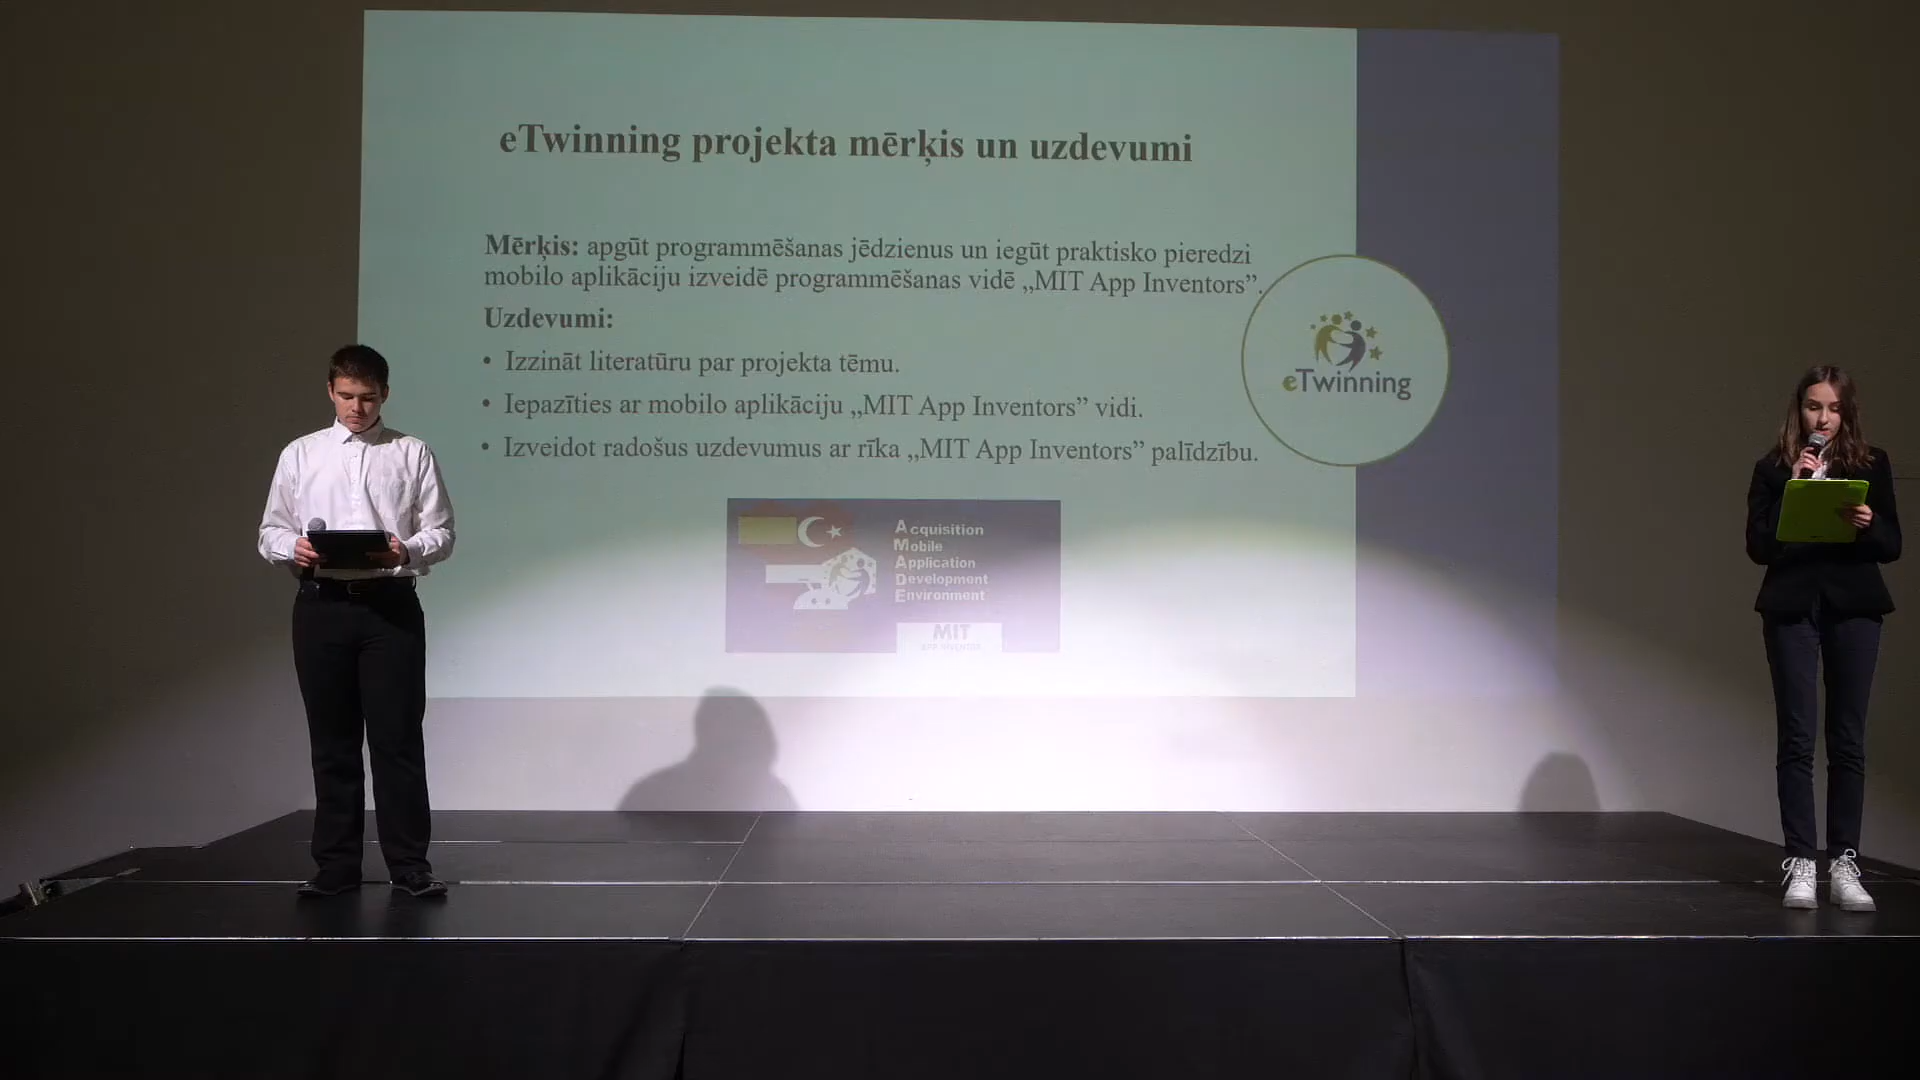 eTwinning projekta mērķis un uzdevumi
Mērķis: apgūt programmēšanas jēdzienus un iegūt praktisko pieredzi
mobilo aplikāciju izveidē programmēšanas vidē „MIT App Inventors”.
Uzdevumi:
• Izzināt literatūru par projekta tēmu.
• Iepazīties ar mobilo aplikāciju „MIT App Inventors” vidi.
• Izveidot radošus uzdevumus ar rīka „MIT App Inventors” palīdzību.
eTwinning
Acquisition
Mobile
Application
Development
Environment
MIT
APP INVENTOR